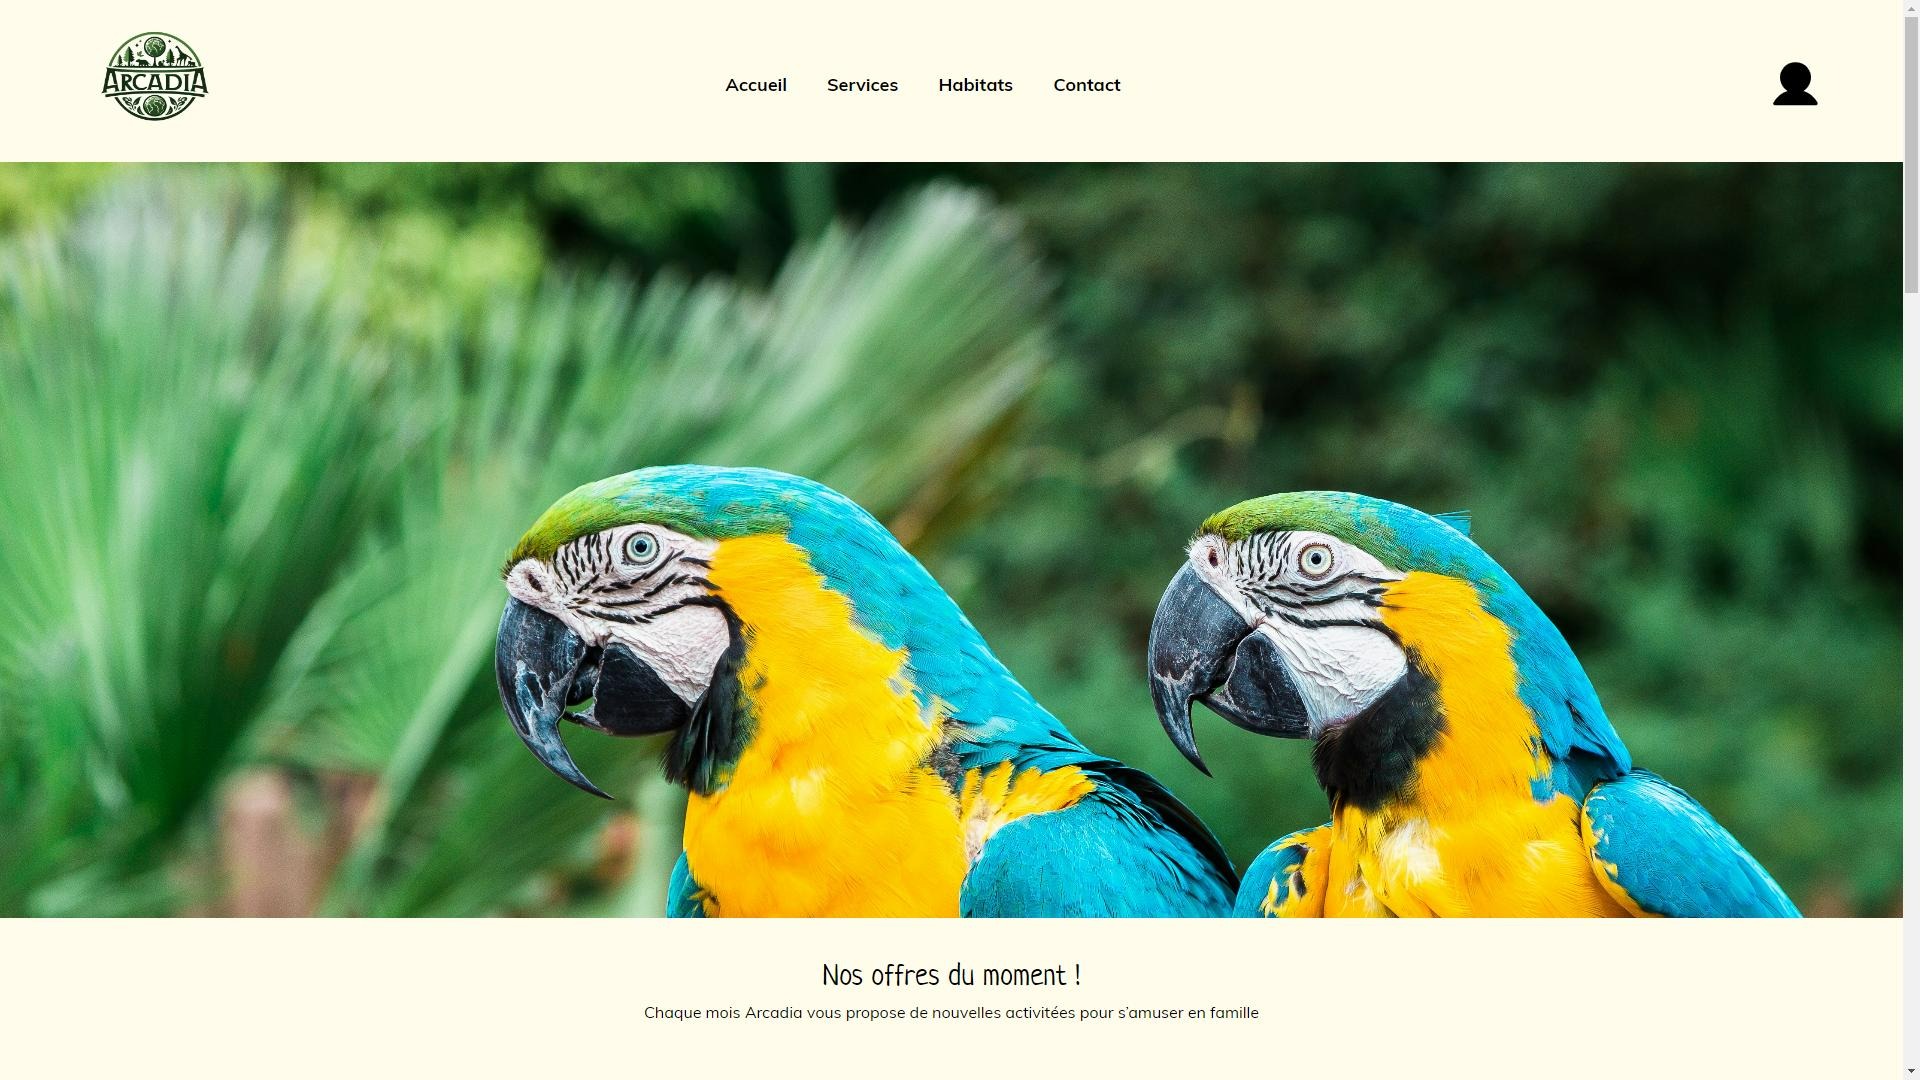 ARCADIA
Accueil Services Habitats Contact
Nos offres du moment !
Chaque mois Arcadia vous propose de nouvelles activitées pour s’amuser en famille